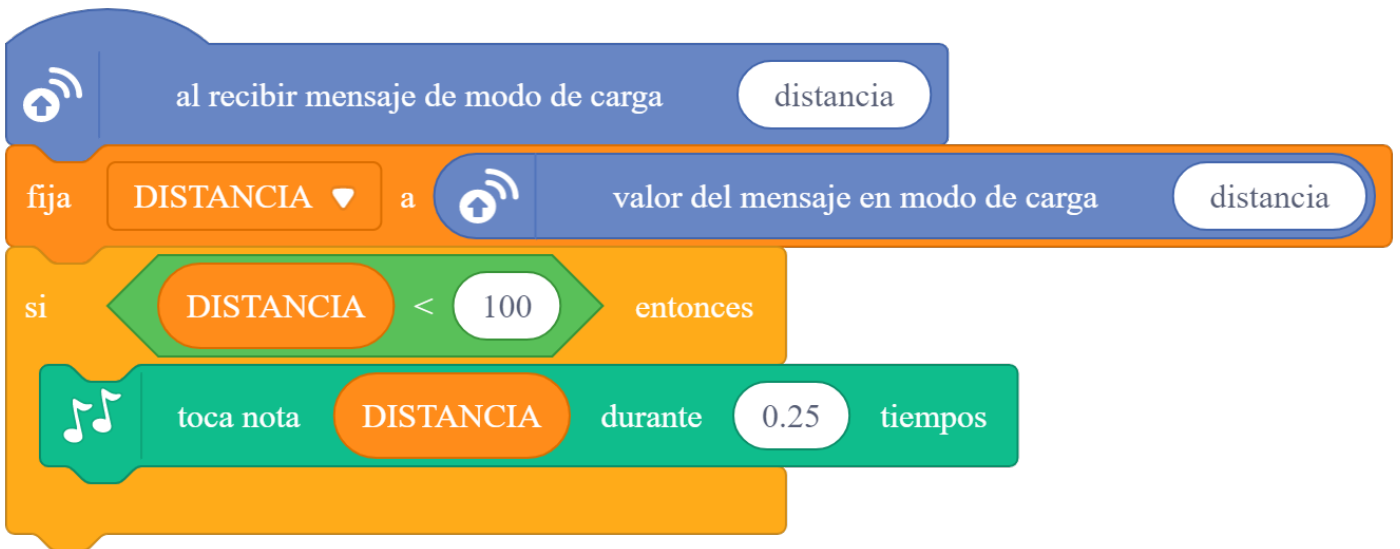 al recibir mensaje de modo de carga distancia
fija DISTANCIA a valor del mensaje en modo de carga distancia
si DISTANCIA < 100 entonces
toca nota DISTANCIA durante 0.25 tiempos